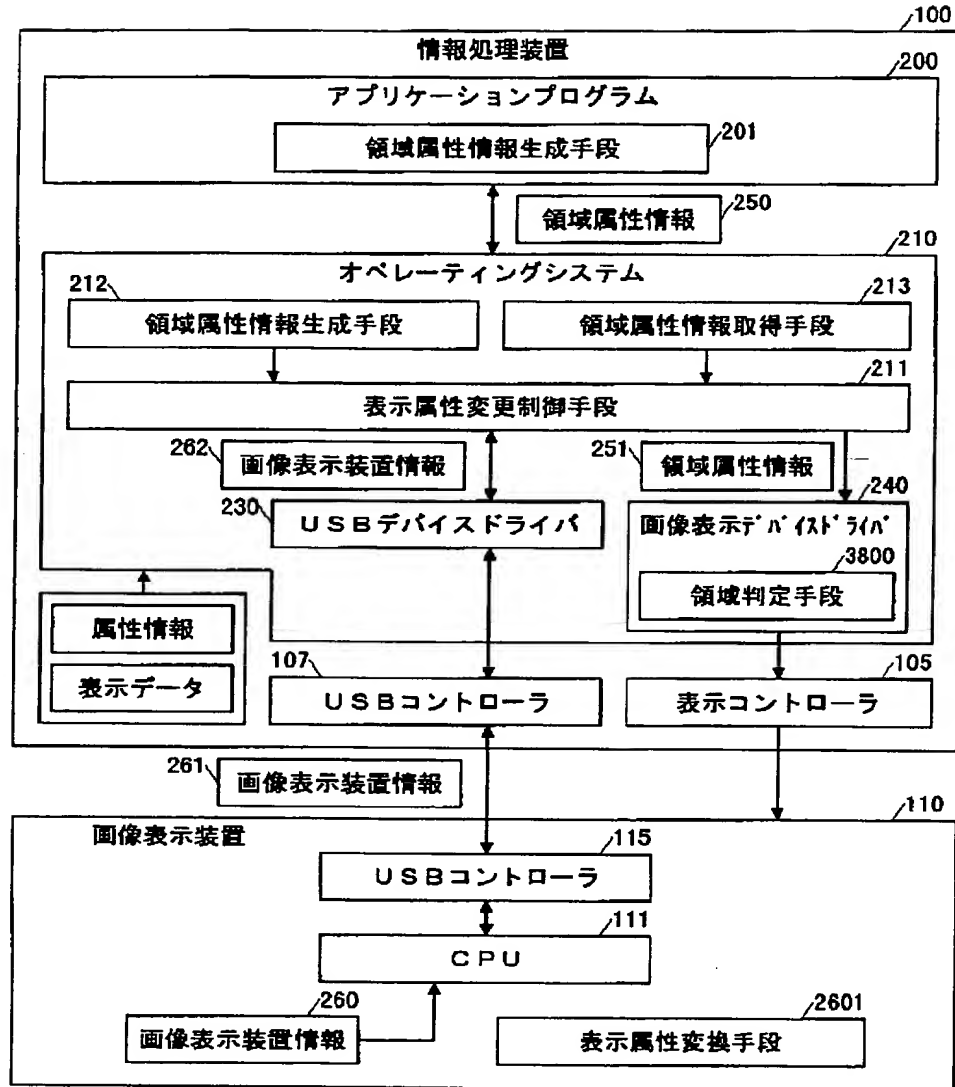 100
情報処理装置
200
アプリケーションプログラム
領域属性情報生成手段
201
領域属性情報
250
210
オペレーティングシステム
212
213
領域属性情報生成手段
領域属性情報取得手段
211
表示属性変更制御手段
262
画像表示装置情報
251
領域属性情報
240
230
USBデバイスドライバ
画像表示ﾃﾞﾊﾞｲｽﾄﾞﾗｲﾊﾞ
3800
領域判定手段
属性情報
表示データ
107
USBコントローラ
105
表示コントローラ
261
画像表示装置情報
110
画像表示装置
115
USBコントローラ
111
CPU
260
画像表示装置情報
2601
表示属性変換手段